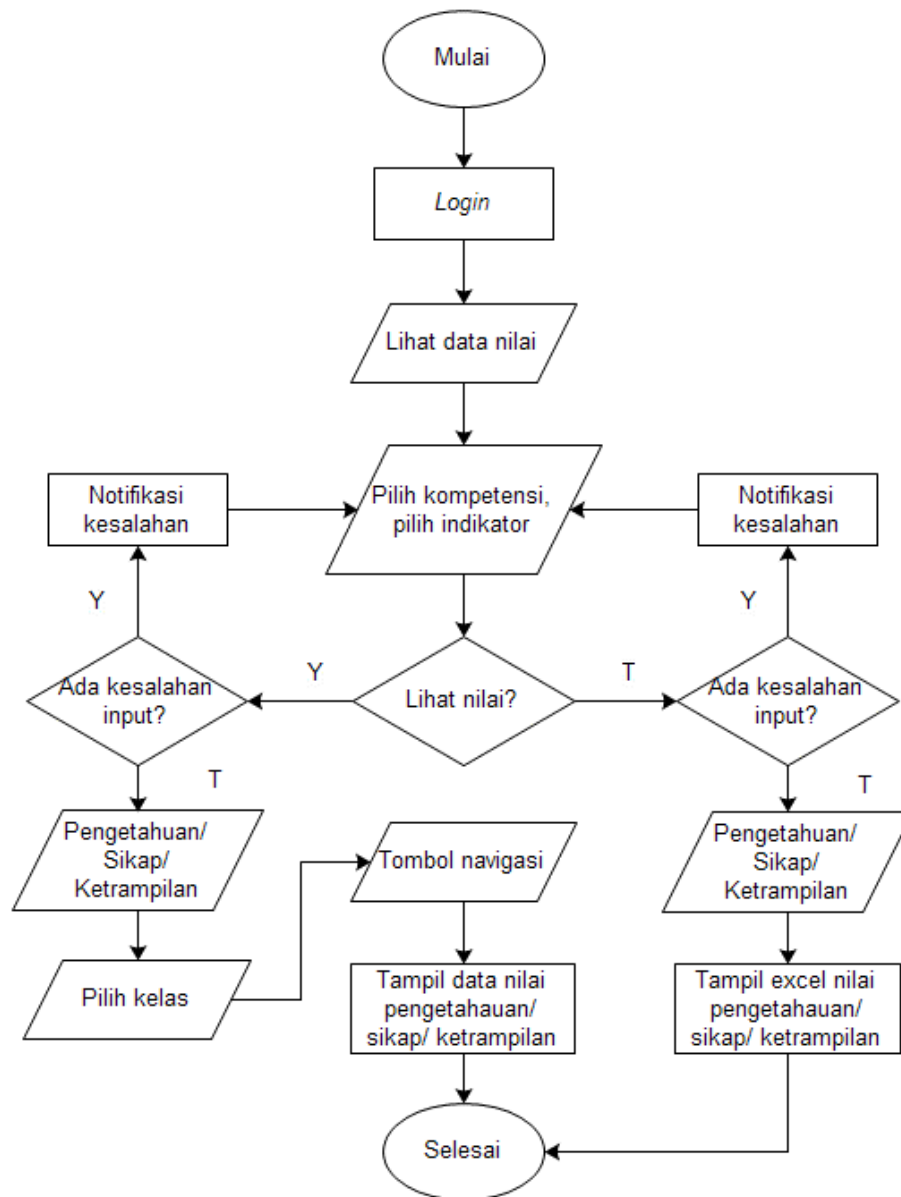 Mulai
Login
Lihat data nilai
Notifikasi
kesalahan
Pilih kompetensi,
pilih indikator
Notifikasi
kesalahan
Y
Y
Ada kesalahan
input?
Y
Lihat nilai?
T
Ada kesalahan
input?
T
T
Pengetahuan/
Sikap/
Ketrampilan
Tombol navigasi
Pengetahuan/
Sikap/
Ketrampilan
Pilih kelas
Tampil data nilai
pengetahauan/
sikap/ ketrampilan
Tampil excel nilai
pengetahauan/
sikap/ ketrampilan
Selesai